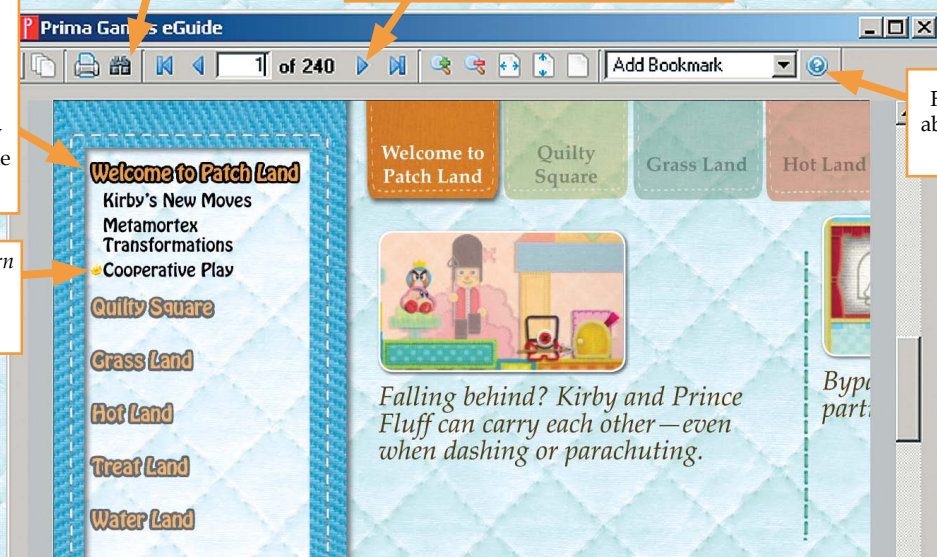 Prima Games eGuide
1 of 240
Add Bookmark
Welcome to Patch Land
Kirby's New Moves
Metamortex
Transformations
Cooperative Play
Quilty Square
Grass Land
Hot Land
Treat Land
Water Land
Welcome to
Patch Land
Quilty
Square
Grass Land
Hot Land
Falling behind? Kirby and Prince
Fluff can carry each other—even
when dashing or parachuting.